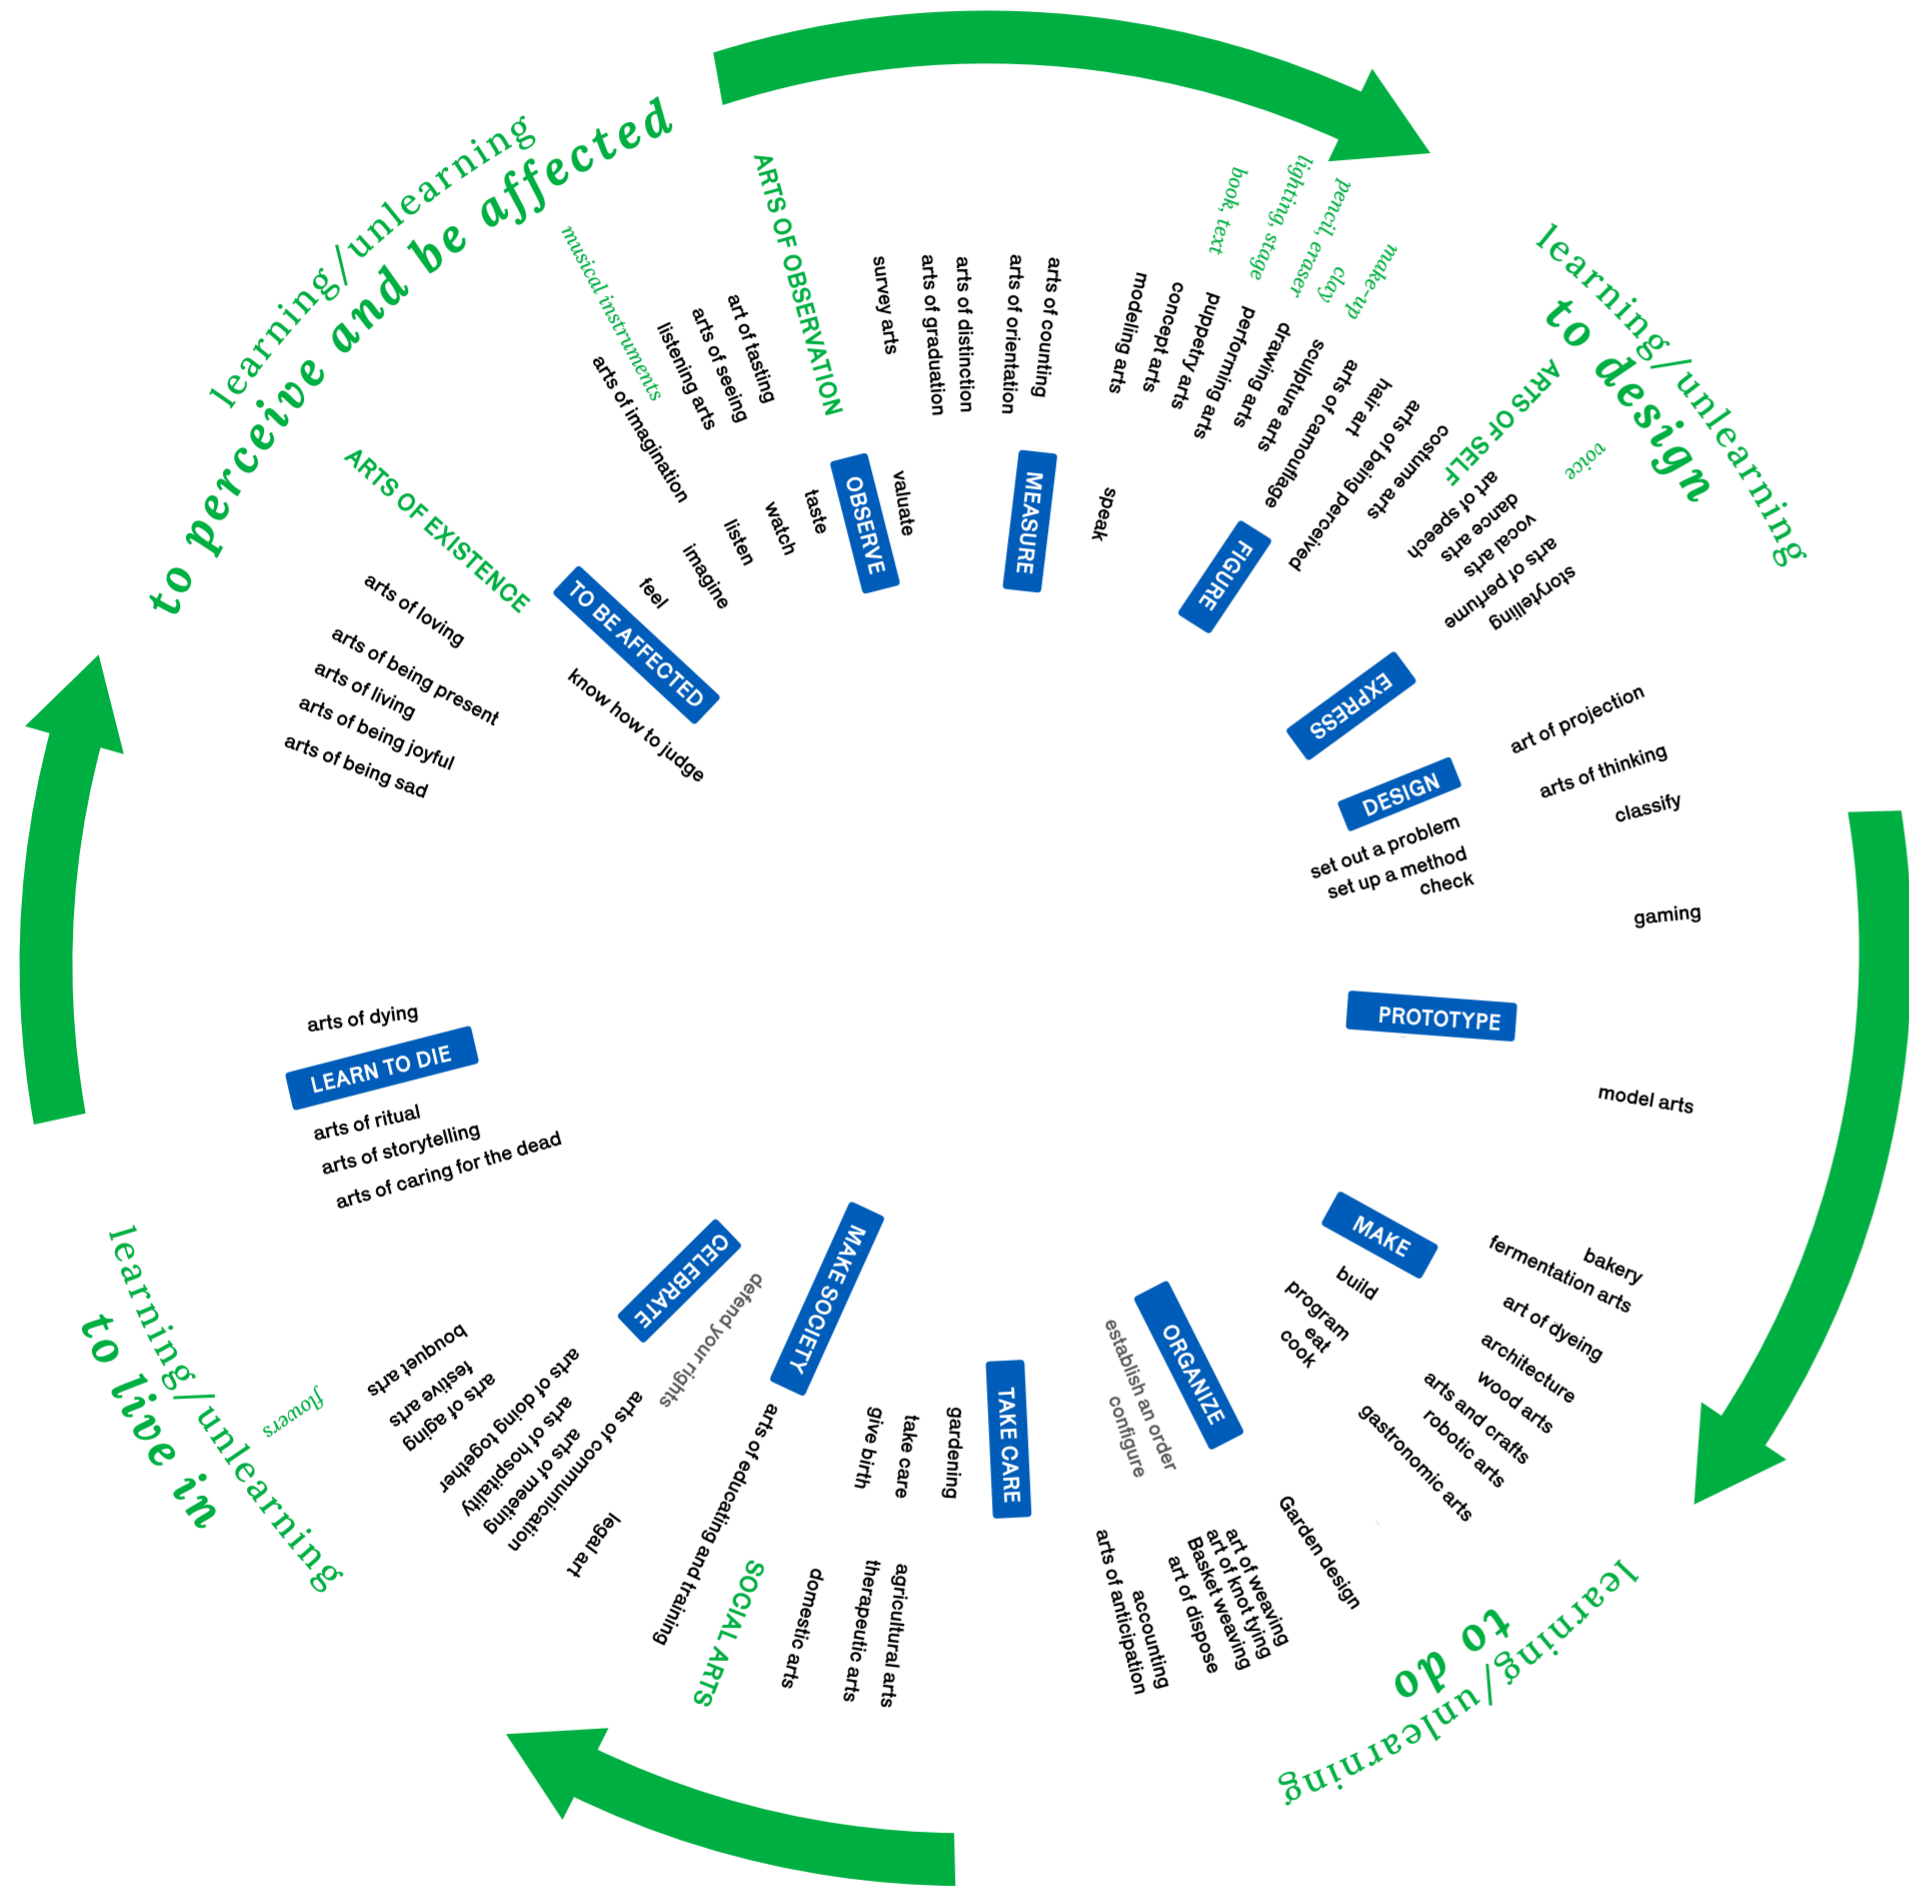 learning/unlearning
to perceive and be affected
ARTS OF EXISTENCE
arts of loving
arts of being present
arts of living
arts of being joyful
arts of being sad
TO BE AFFECTED
know how to judge
feel
imagine
listen
watch
taste
musical instruments
arts of imagination
listening arts
arts of seeing
art of tasting
ARTS OF OBSERVATION
OBSERVE
valuate
survey arts
arts of graduation
arts of distinction
arts of orientation
arts of counting
MEASURE
speak
book, text
lighting, stage
pencil, eraser
clay
make-up
modeling arts
concept arts
puppetry arts
performing arts
drawing arts
sculpture arts
arts of camouflage
hair art
arts of being perceived
costume arts
FIGURE
learning/unlearning
to design
ARTS OF SELF
voice
art of speech
dance arts
vocal arts
arts of perfume
storytelling
EXPRESS
art of projection
arts of thinking
classify
DESIGN
set out a problem
set up a method
check
gaming
PROTOTYPE
model arts
MAKE
build
program
eat
cook
bakery
fermentation arts
art of dyeing
architecture
wood arts
arts and crafts
robotic arts
gastronomic arts
learning/unlearning
to do
ORGANIZE
establish an order
configure
Garden design
art of weaving
art of knot tying
Basket weaving
art of dispose
accounting
arts of anticipation
TAKE CARE
gardening
take care
give birth
agricultural arts
therapeutic arts
domestic arts
SOCIAL ARTS
MAKE SOCIETY
arts of educating and training
defend your rights
legal art
CELEBRATE
arts of communication
arts of meeting
arts of hospitality
arts of doing together
arts of aging
festive arts
bouquet arts
flowers
learning/unlearning
to live in
arts of dying
LEARN TO DIE
arts of ritual
arts of storytelling
arts of caring for the dead